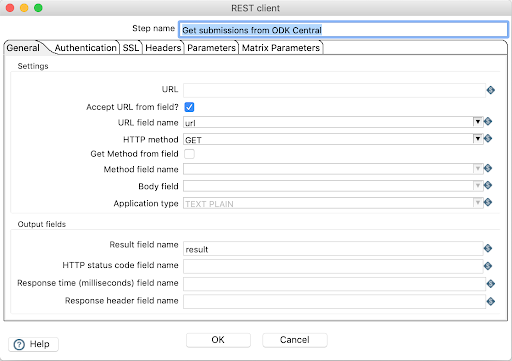 REST client
Step name Get submissions from ODK Central
General Authentication SSL Headers Parameters Matrix Parameters
Settings
URL
Accept URL from field?
URL field name url
HTTP method GET
Get Method from field
Method field name
Body field
Application type TEXT PLAIN
Output fields
Result field name result
HTTP status code field name
Response time (milliseconds) field name
Response header field name
? Help OK Cancel